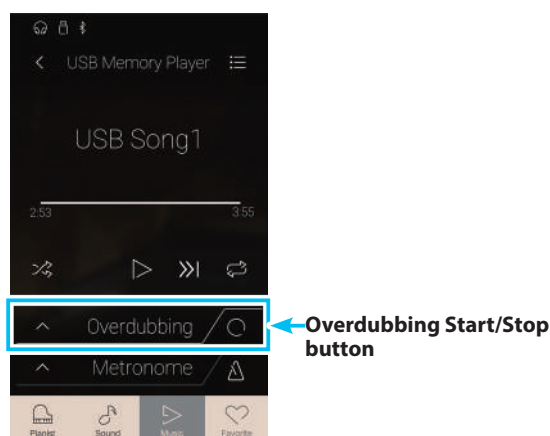 USB Memory Player
USB Song1
2:53 3:55
Overdubbing
Overdubbing Start/Stop
button
Metronome
Pianist Sound Music Favorite